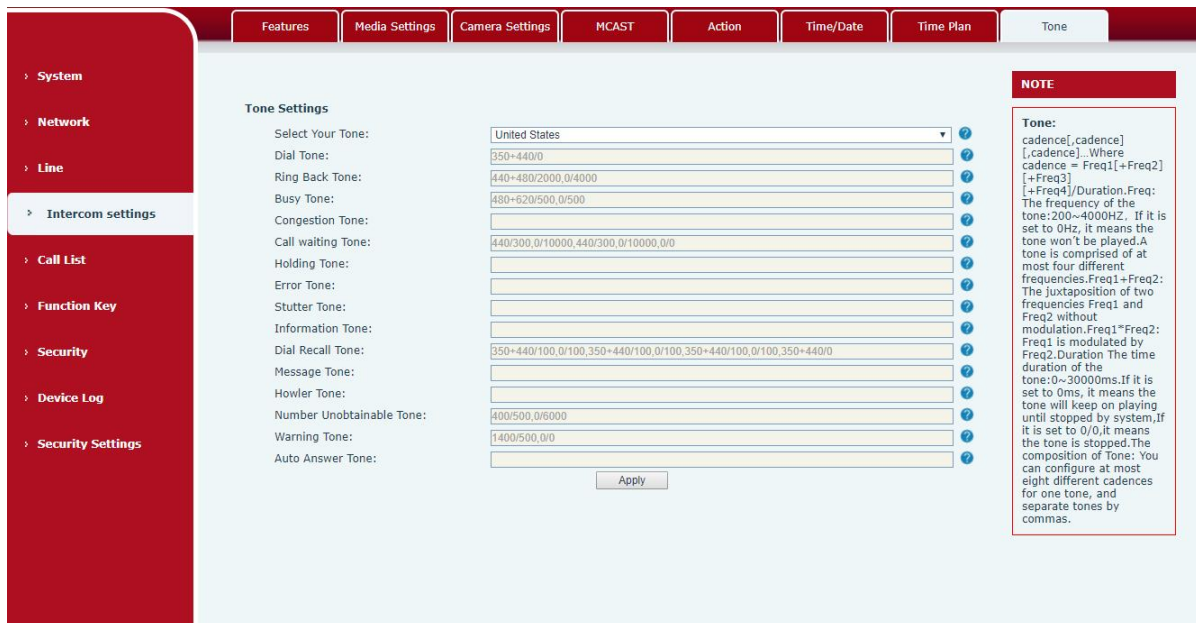 Features Media Settings Camera Settings MCAST Action Time/Date Time Plan Tone
System
Network
Line
Intercom settings
Call List
Function Key
Security
Device Log
Security Settings
Tone Settings
Select Your Tone: United States
Dial Tone: 350+440/0
Ring Back Tone: 440+480/2000,0/4000
Busy Tone: 480+620/500,0/500
Congestion Tone:
Call waiting Tone: 440/300,0/10000,440/300,0/10000,0/0
Holding Tone:
Error Tone:
Stutter Tone:
Information Tone:
Dial Recall Tone: 350+440/100,0/100,350+440/100,0/100,350+440/100,0/100,350+440/0
Message Tone:
Howler Tone:
Number Unobtainable Tone: 400/500,0/6000
Warning Tone: 1400/500,0/0
Auto Answer Tone:
Apply
NOTE
Tone:
cadence[,cadence]
[,cadence]...Where
cadence = Freq1[+Freq2]
[+Freq3]
[+Freq4]/Duration.Freq:
The frequency of the
tone:200~4000HZ, If it is
set to 0Hz, it means the
tone won't be played.A
tone is comprised of at
most four different
frequencies.Freq1+Freq2:
The juxtaposition of two
frequencies Freq1 and
Freq2 without
modulation.Freq1*Freq2:
Freq1 is modulated by
Freq2.Duration The time
duration of the
tone:0~30000ms.If it is
set to 0ms, it means the
tone will keep on playing
until stopped by system,If
it is set to 0/0,it means
the tone is stopped.The
composition of Tone: You
can configure at most
eight different cadences
for one tone, and
separate tones by
commas.